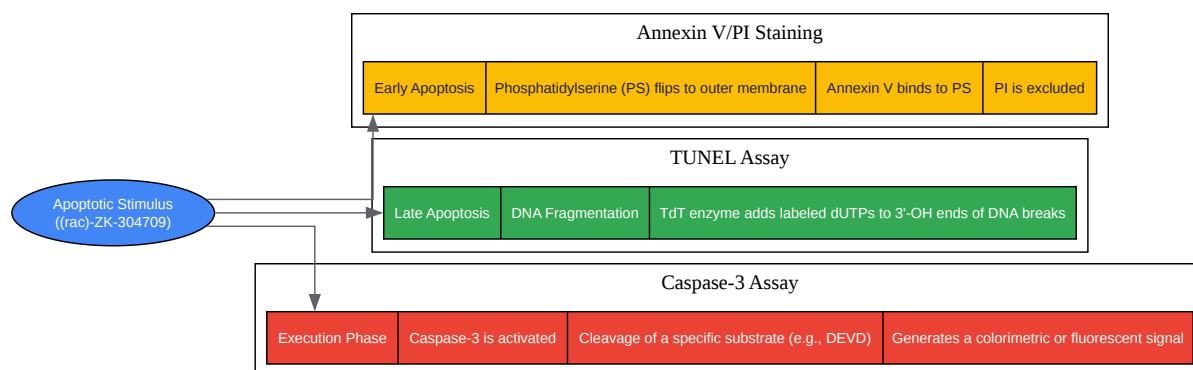 Annexin V/PI Staining
Early Apoptosis
Phosphatidylserine (PS) flips to outer membrane
Annexin V binds to PS
PI is excluded
TUNEL Assay
Apoptotic Stimulus
((rac)-ZK-304709)
Late Apoptosis
DNA Fragmentation
TdT enzyme adds labeled dUTPs to 3'-OH ends of DNA breaks
Caspase-3 Assay
Execution Phase
Caspase-3 is activated
Cleavage of a specific substrate (e.g., DEVD)
Generates a colorimetric or fluorescent signal